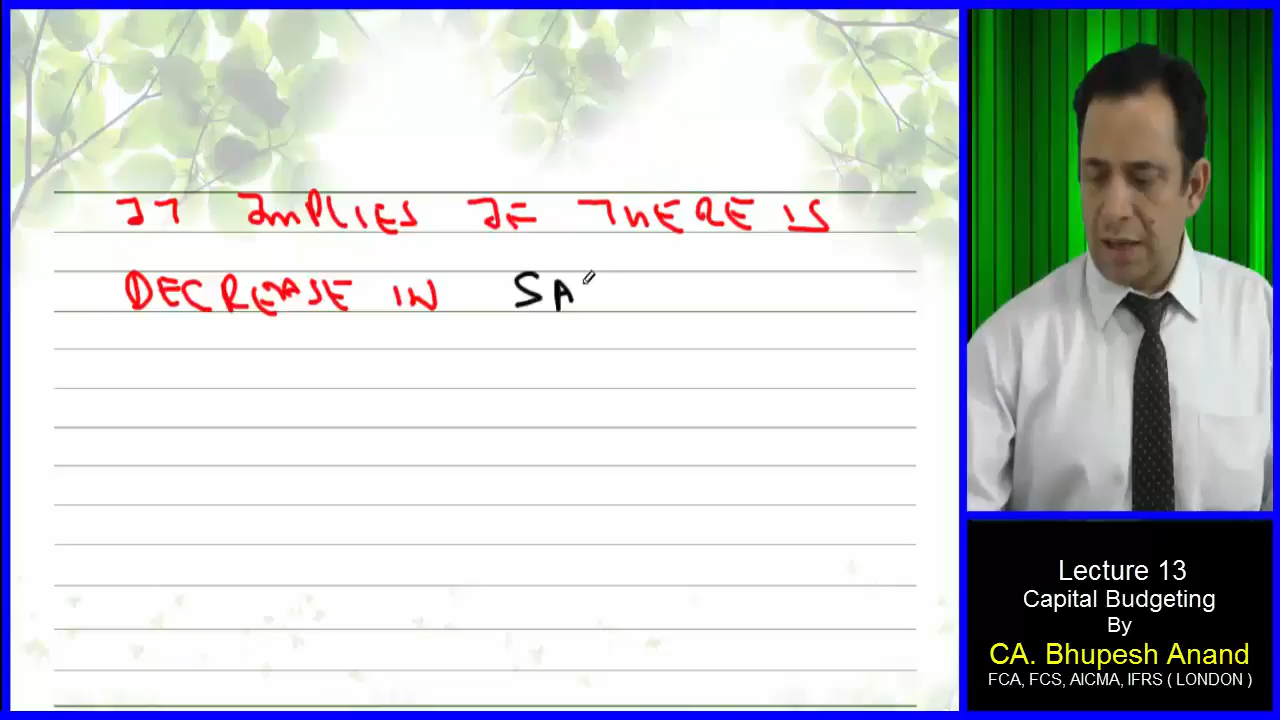 IT IMPLIES IF THERE IS
DECREASE IN SA
Lecture 13
Capital Budgeting
By
CA. Bhupesh Anand
FCA, FCS, AICMA, IFRS ( LONDON )